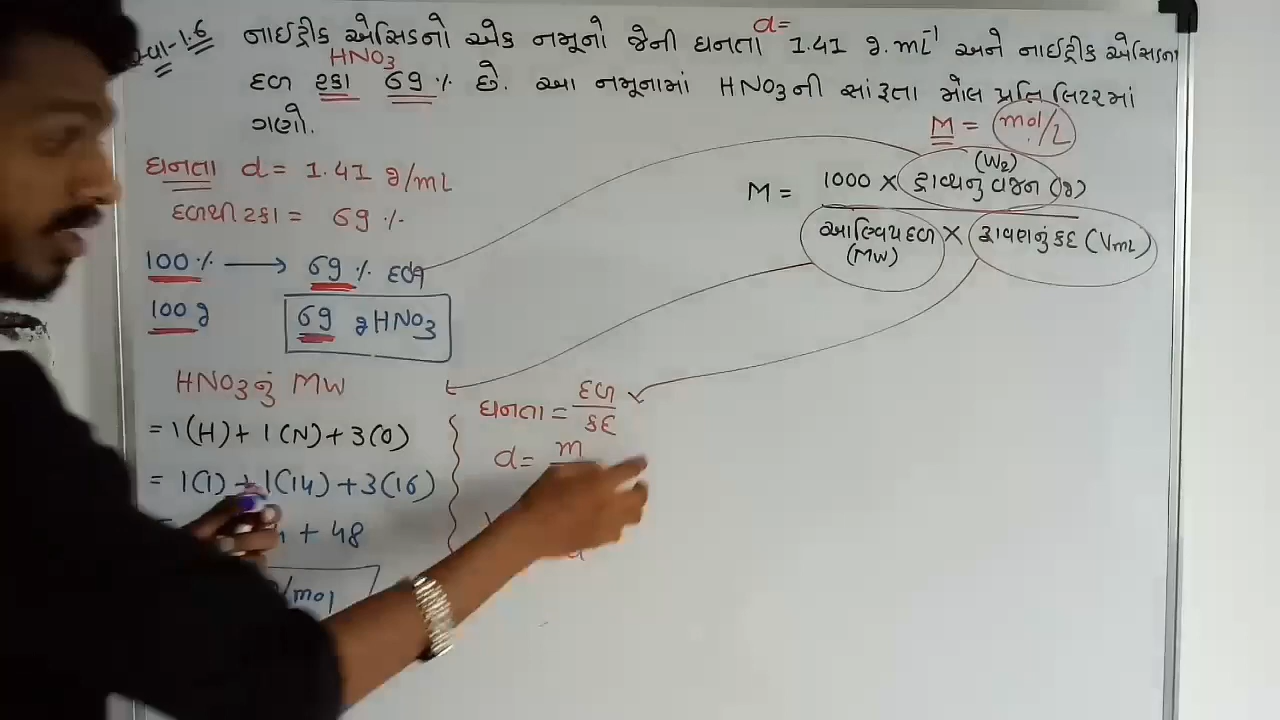 સ્વા-1.6 નાઈટ્રીક એસિડનો એક નમૂનો જેની ઘનતા 1.41 g.mL⁻¹ અને નાઈટ્રીક એસિડના
d=
HNO3
દળ ટકા 69 % છે. આ નમૂનામાં HNO3ની સાંદ્રતા મોલ પ્રતિ લિટરમાં
ગણો.
M = mol/L
ઘનતા d = 1.41 g/mL
દળથી ટકા = 69 %
100 % → 69 % દળ
100 g 69 g HNO3
M = 1000 × દ્રાવ્યનું વજન (g)
(W2)
આણ્વિય દળ × દ્રાવણનું કદ (VmL)
(MW)
HNO3નું MW
= 1(H) + 1(N) + 3(O)
= 1(1) + 1(14) + 3(16)
+ 48
/mol
ઘનતા = દળ
કદ
d = m
d